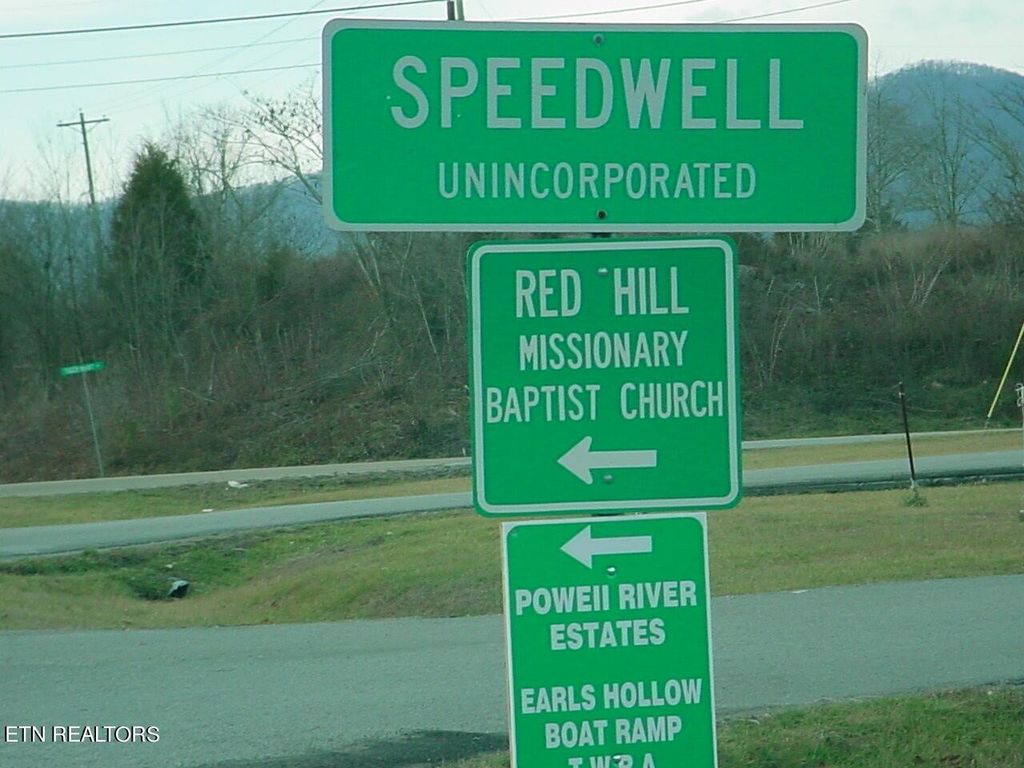 SPEEDWELL
UNINCORPORATED
RED HILL
MISSIONARY
BAPTIST CHURCH
POWEII RIVER
ESTATES
EARLS HOLLOW
BOAT RAMP
T.W.R.A
ETN REALTORS